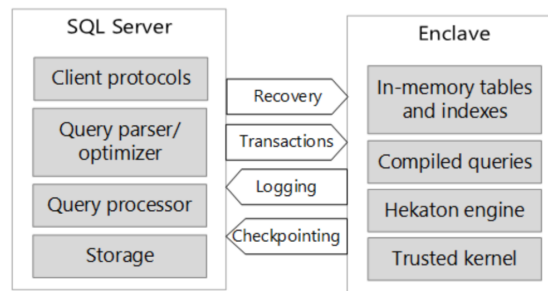 SQL Server
Client protocols
Query parser/
optimizer
Query processor
Storage
Recovery
Transactions
Logging
Checkpointing
Enclave
In-memory tables
and indexes
Compiled queries
Hekaton engine
Trusted kernel